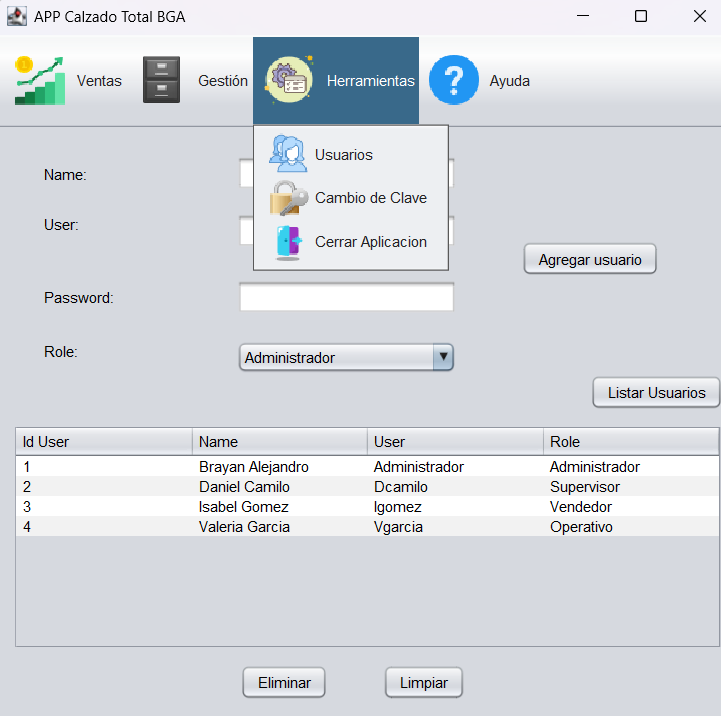 APP Calzado Total BGA
Ventas Gestión Herramientas Ayuda
Usuarios
Cambio de Clave
Cerrar Aplicacion
Name:
User:
Agregar usuario
Password:
Role:
Administrador
Listar Usuarios
Id User Name User Role
1 Brayan Alejandro Administrador Administrador
2 Daniel Camilo Dcamilo Supervisor
3 Isabel Gomez Igomez Vendedor
4 Valeria Garcia Vgarcia Operativo
Eliminar Limpiar